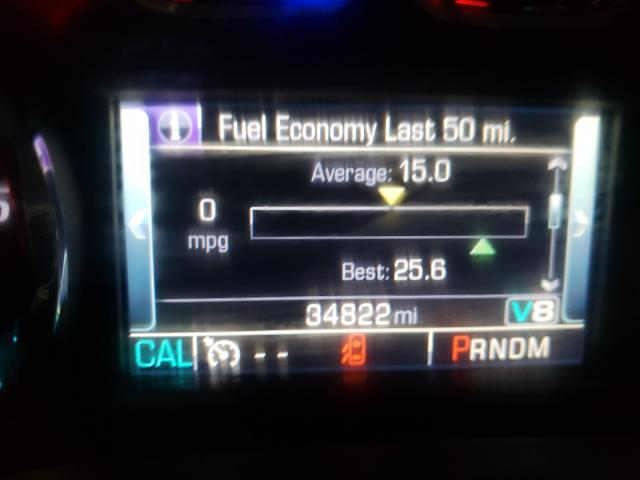 Fuel Economy Last 50 mi.
Average: 15.0
0
mpg
Best: 25.6
34822 mi
V8
CAL -- PRNDM